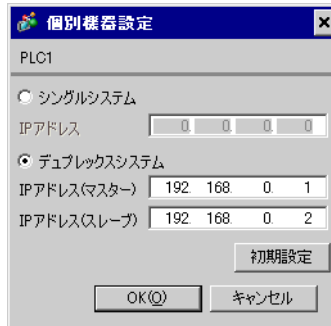 個別機器設定
PLC1
シングルシステム
IPアドレス 0. 0. 0. 0
デュプレックスシステム
IPアドレス(マスター) 192. 168. 0. 1
IPアドレス(スレーブ) 192. 168. 0. 2
初期設定
OK(O) キャンセル